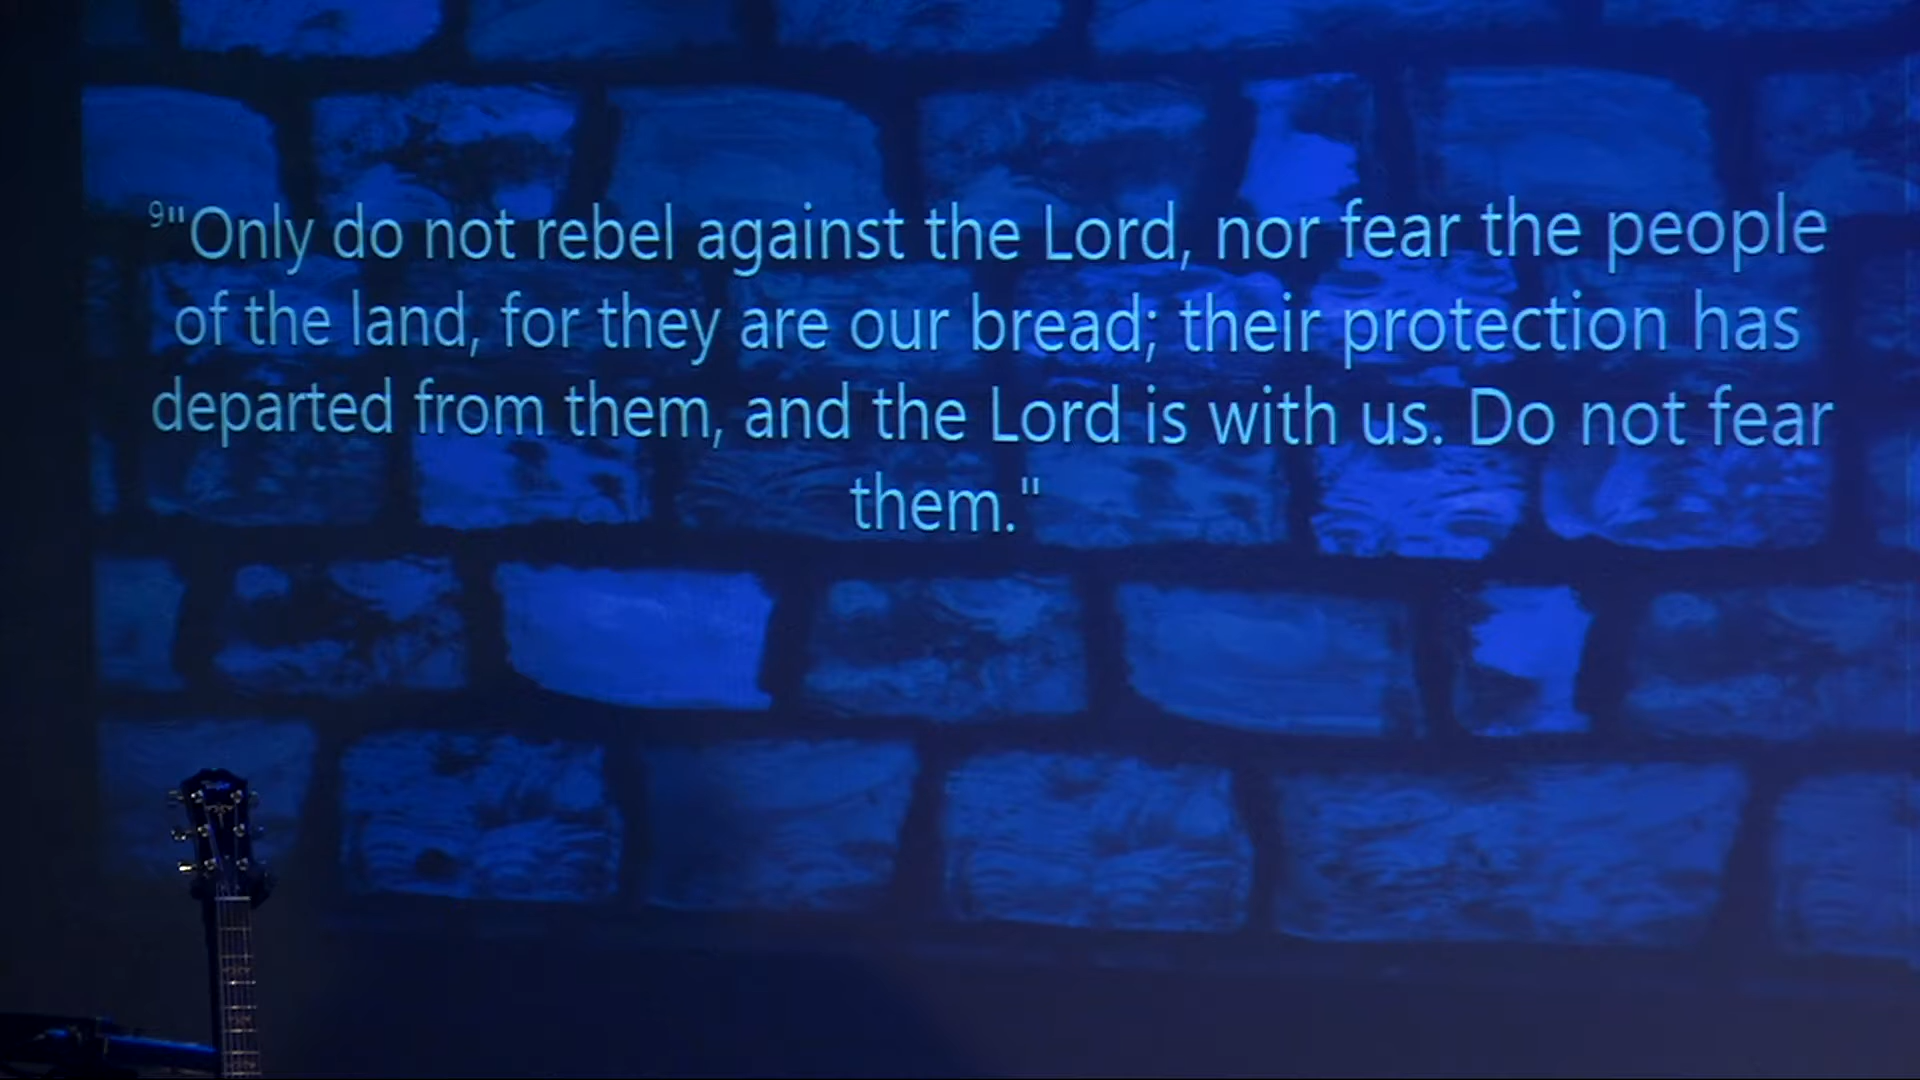 ⁹"Only do not rebel against the Lord, nor fear the people
of the land, for they are our bread; their protection has
departed from them, and the Lord is with us. Do not fear
them."